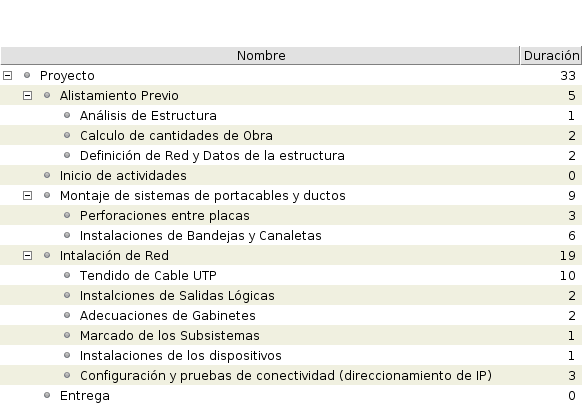 Nombre Duración
Proyecto 33
Alistamiento Previo 5
Análisis de Estructura 1
Calculo de cantidades de Obra 2
Definición de Red y Datos de la estructura 2
Inicio de actividades 0
Montaje de sistemas de portacables y ductos 9
Perforaciones entre placas 3
Instalaciones de Bandejas y Canaletas 6
Intalación de Red 19
Tendido de Cable UTP 10
Instalciones de Salidas Lógicas 2
Adecuaciones de Gabinetes 2
Marcado de los Subsistemas 1
Instalaciones de los dispositivos 1
Configuración y pruebas de conectividad (direccionamiento de IP) 3
Entrega 0